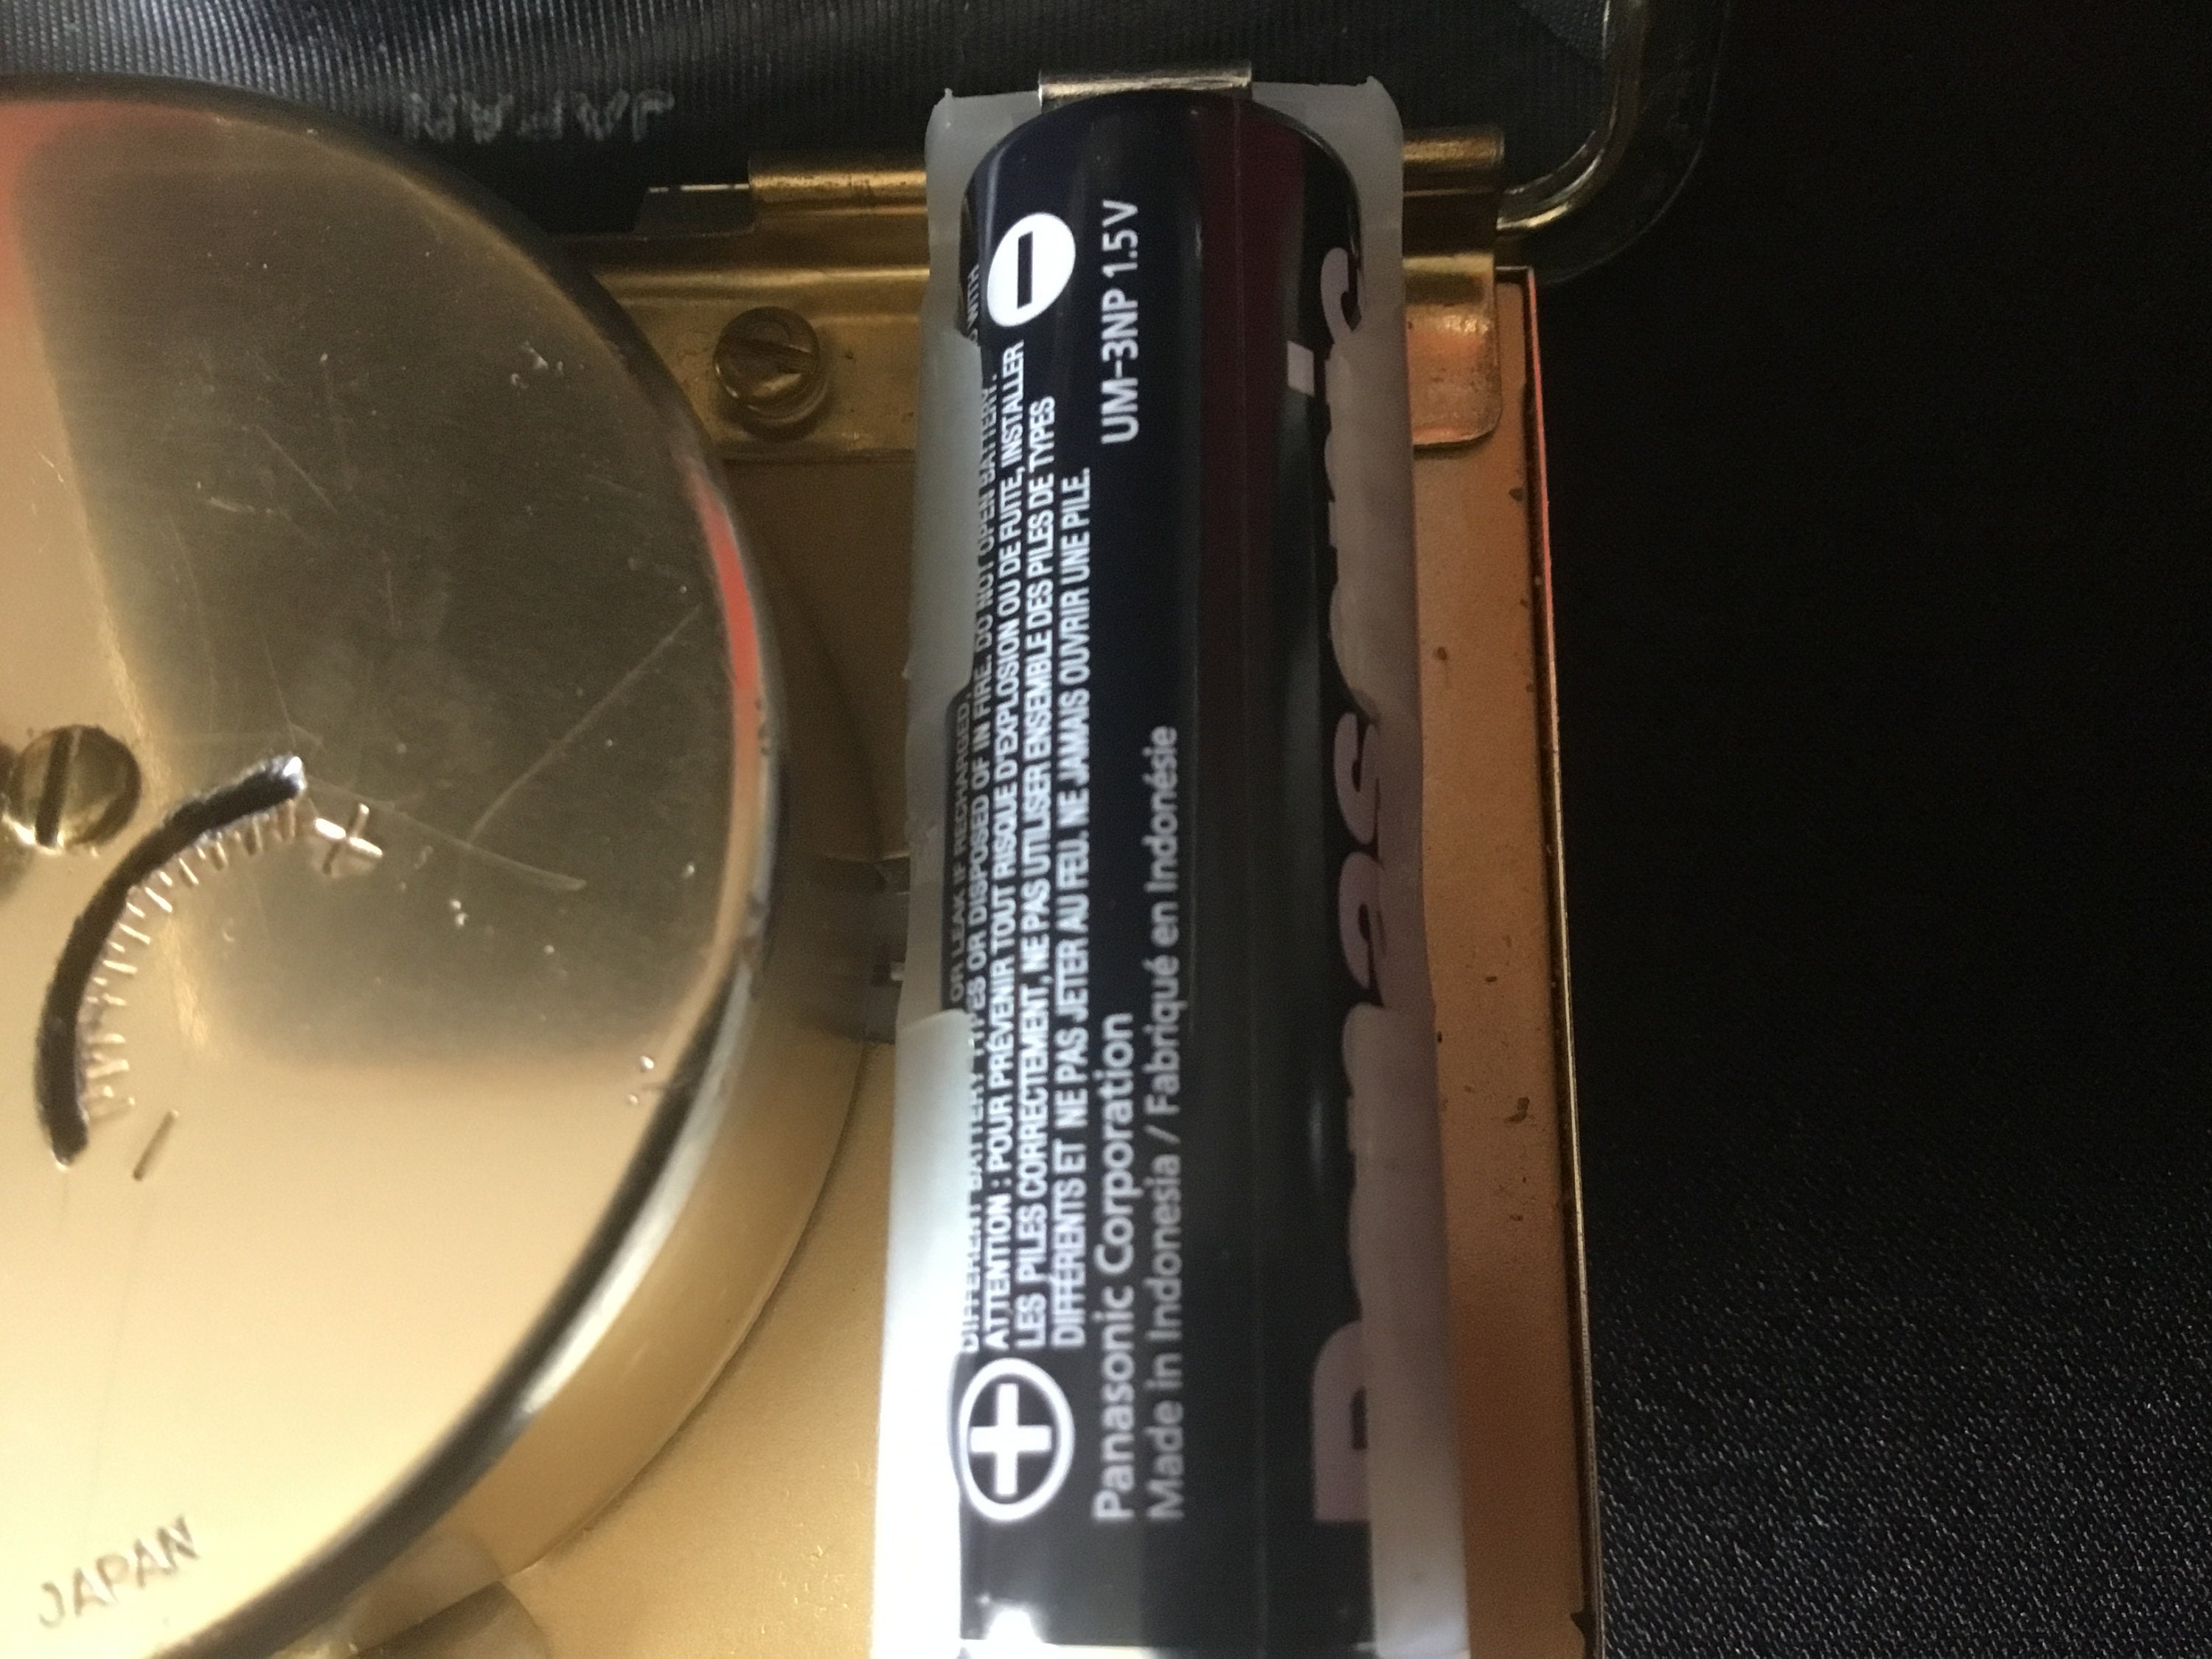 JAPAN
WITH
OR LEAK IF RECHARGED,
DIFFERENT BATTERY TYPES OR DISPOSED OF IN FIRE. DO NOT OPEN BATTERY.
ATTENTION : POUR PRÉVENIR TOUT RISQUE D'EXPLOSION OU DE FUITE, INSTALLER
LES PILES CORRECTEMENT, NE PAS UTILISER ENSEMBLE DES PILES DE TYPES
DIFFÉRENTS ET NE PAS JETER AU FEU. NE JAMAIS OUVRIR UNE PILE.
Panasonic Corporation
UM-3NP 1.5V
Made in Indonesia / Fabriqué en Indonésie
Panasonic
+
-
JAPAN